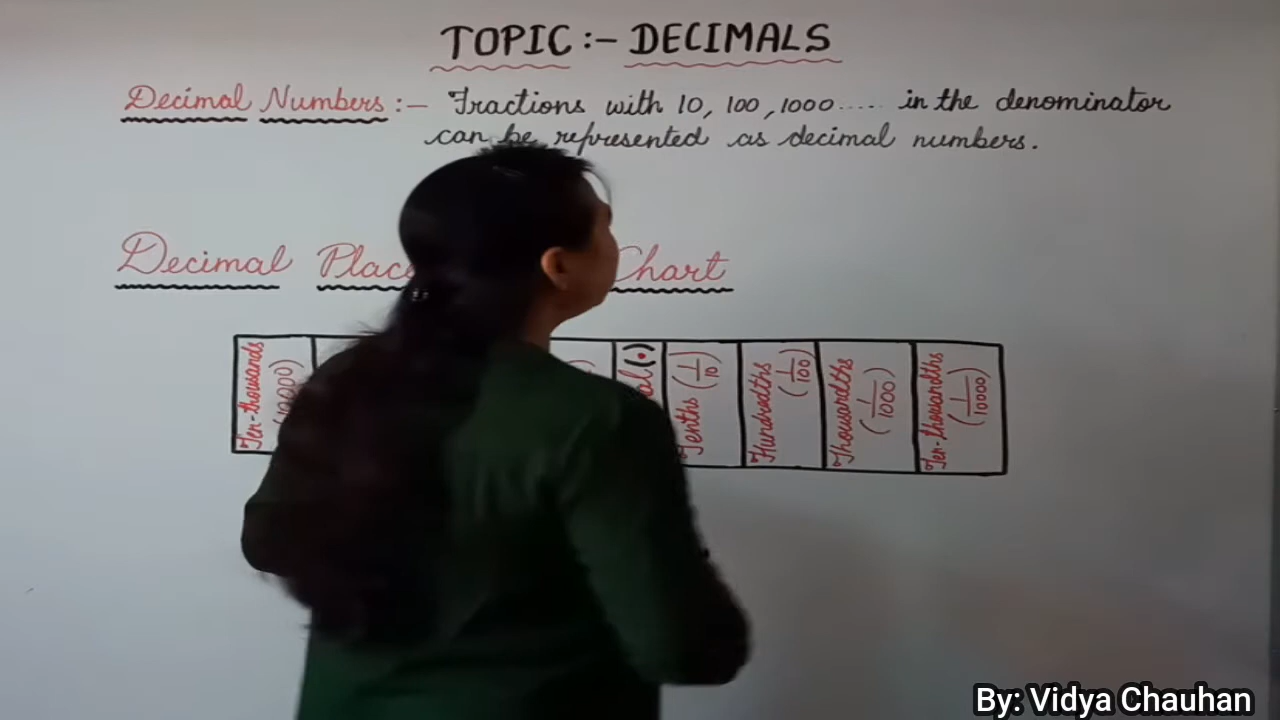 TOPIC :- DECIMALS
Decimal Numbers :- Fractions with 10, 100, 1000..... in the denominator
can be represented as decimal numbers.
Decimal Chart
Ten-thousands
(.)
Tenths (1/10)
Hundredths (1/100)
Thousandths (1/1000)
Ten-thousandths (1/10000)
By: Vidya Chauhan